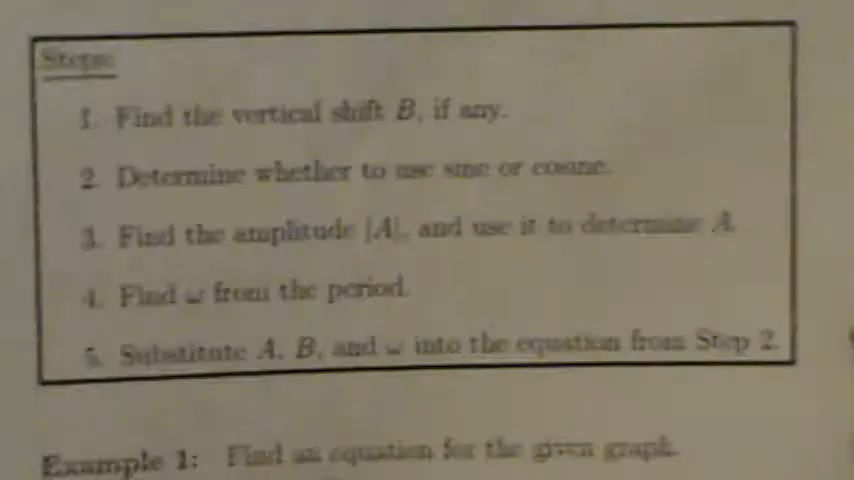 Steps:
1. Find the vertical shift B, if any.
2. Determine whether to use sine or cosine.
3. Find the amplitude |A|, and use it to determine A.
4. Find ω from the period.
5. Substitute A, B, and ω into the equation from Step 2.
Example 1: Find an equation for the given graph.